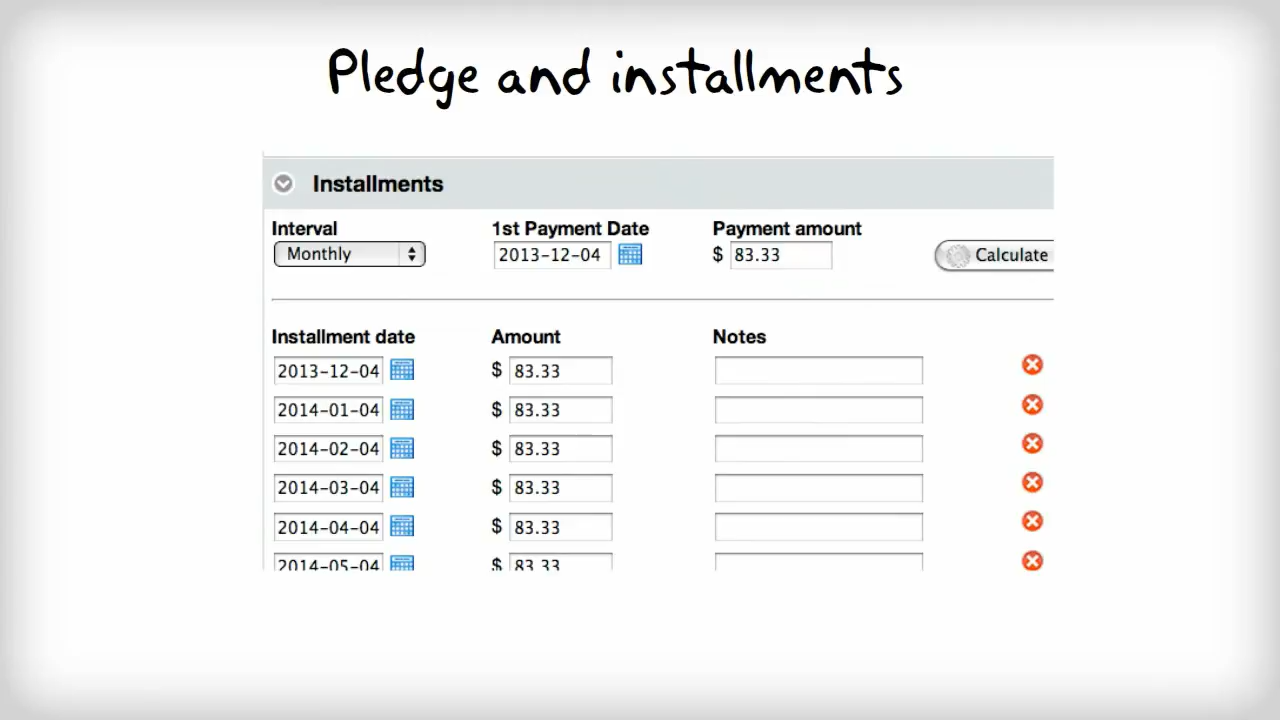 Pledge and installments
Installments
Interval 1st Payment Date Payment amount
Monthly 2013-12-04 $ 83.33 Calculate
Installment date Amount Notes
2013-12-04 $ 83.33
2014-01-04 $ 83.33
2014-02-04 $ 83.33
2014-03-04 $ 83.33
2014-04-04 $ 83.33
2014-05-04 $ 83.33